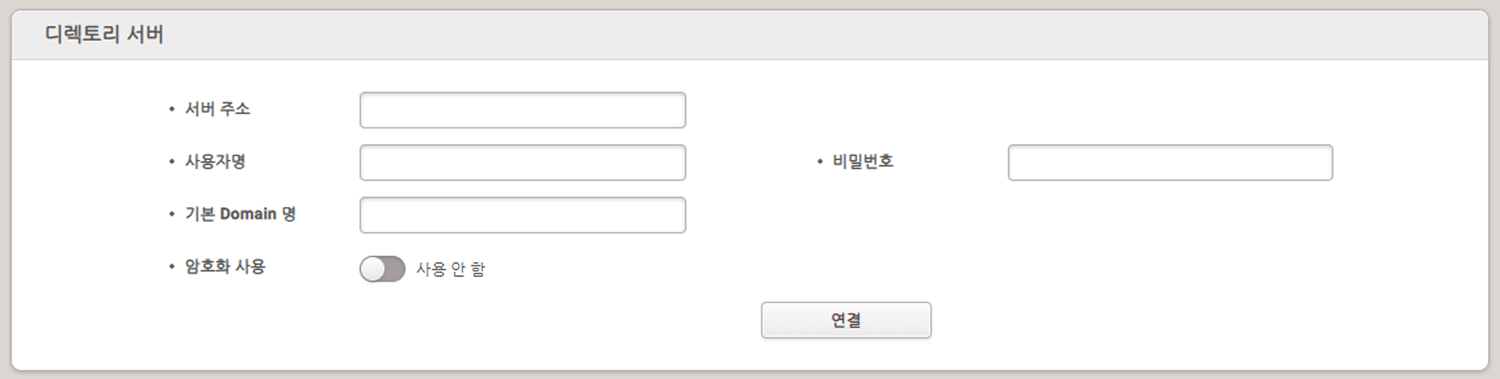 디렉토리 서버
• 서버 주소
• 사용자명
• 비밀번호
• 기본 Domain 명
• 암호화 사용
사용 안 함
연결